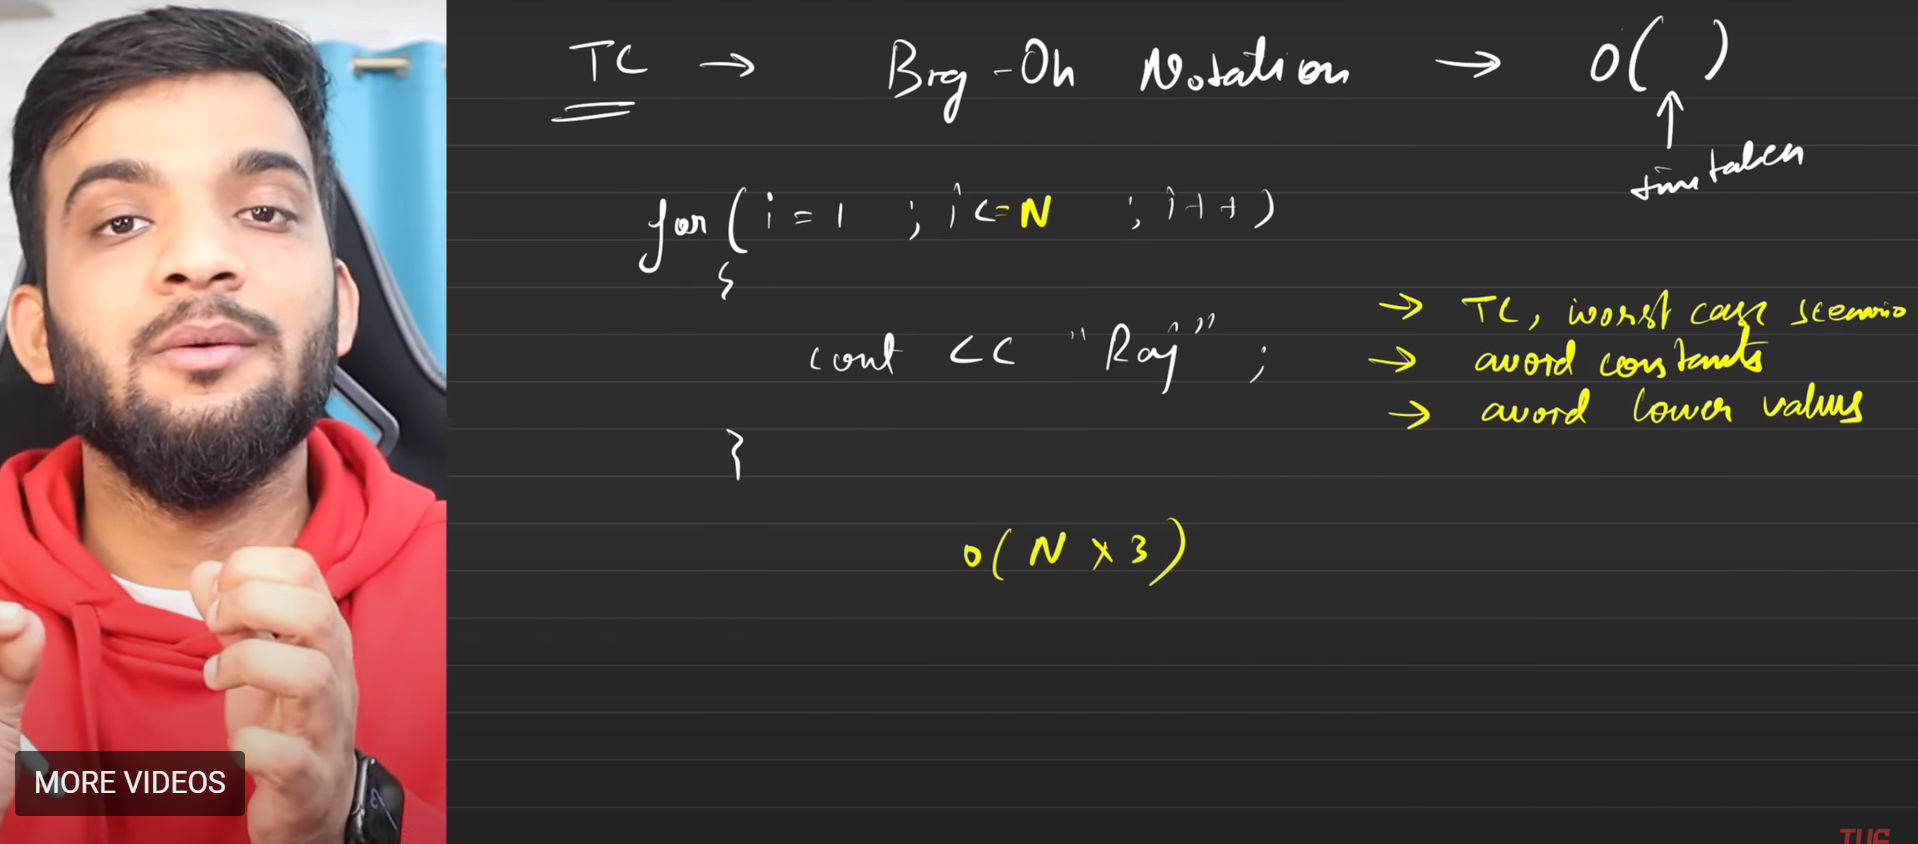 TC → Big-Oh Notation → O( )
↑
time taken
for( i = 1 ; i <= N ; i++ )
{
cout << "Raj" ;
}
→ TC, worst case scenario
→ avoid constants
→ avoid lower values
O( N × 3 )
MORE VIDEOS